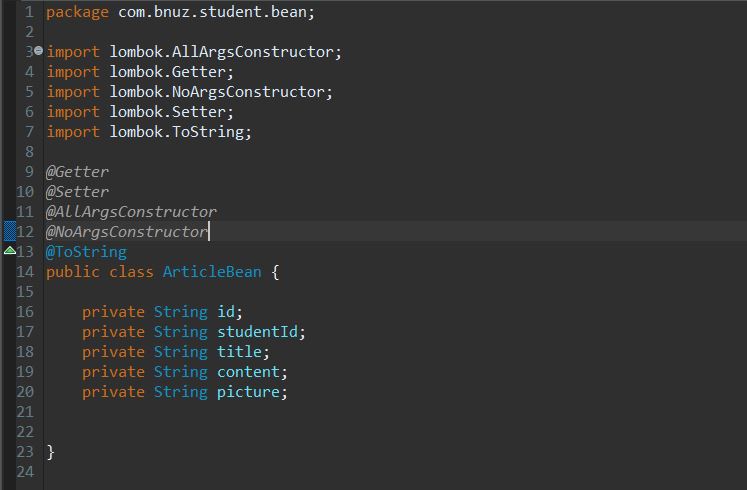 1 package com.bnuz.student.bean;
2
3 import lombok.AllArgsConstructor;
4 import lombok.Getter;
5 import lombok.NoArgsConstructor;
6 import lombok.Setter;
7 import lombok.ToString;
8
9 @Getter
10 @Setter
11 @AllArgsConstructor
12 @NoArgsConstructor
13 @ToString
14 public class ArticleBean {
15
16     private String id;
17     private String studentId;
18     private String title;
19     private String content;
20     private String picture;
21
22
23 }
24